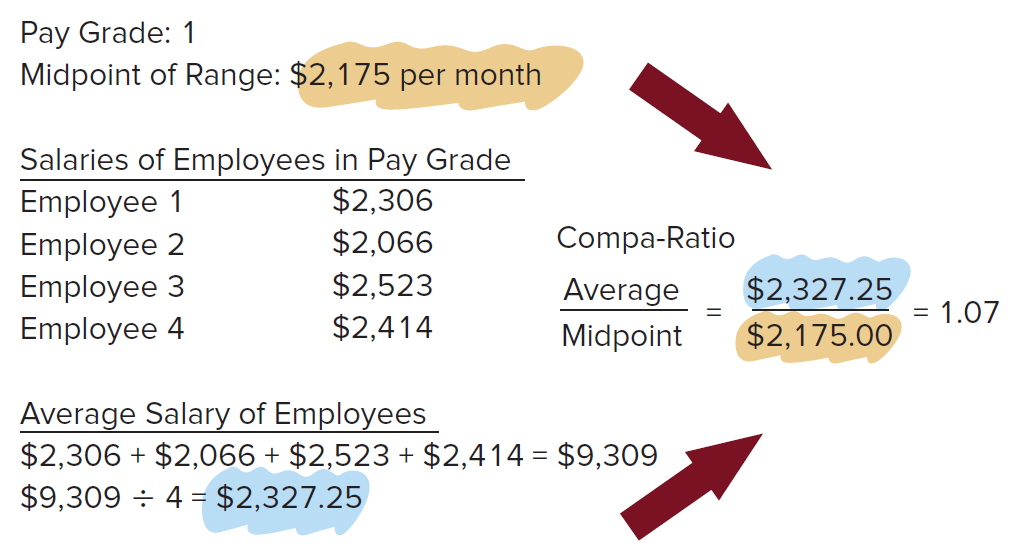 Pay Grade: 1
Midpoint of Range: $2,175 per month
Salaries of Employees in Pay Grade
Employee 1 $2,306
Employee 2 $2,066
Employee 3 $2,523
Employee 4 $2,414
Average Salary of Employees
$2,306 + $2,066 + $2,523 + $2,414 = $9,309
$9,309 ÷ 4 = $2,327.25
Compa-Ratio
Average $2,327.25
= = 1.07
Midpoint $2,175.00